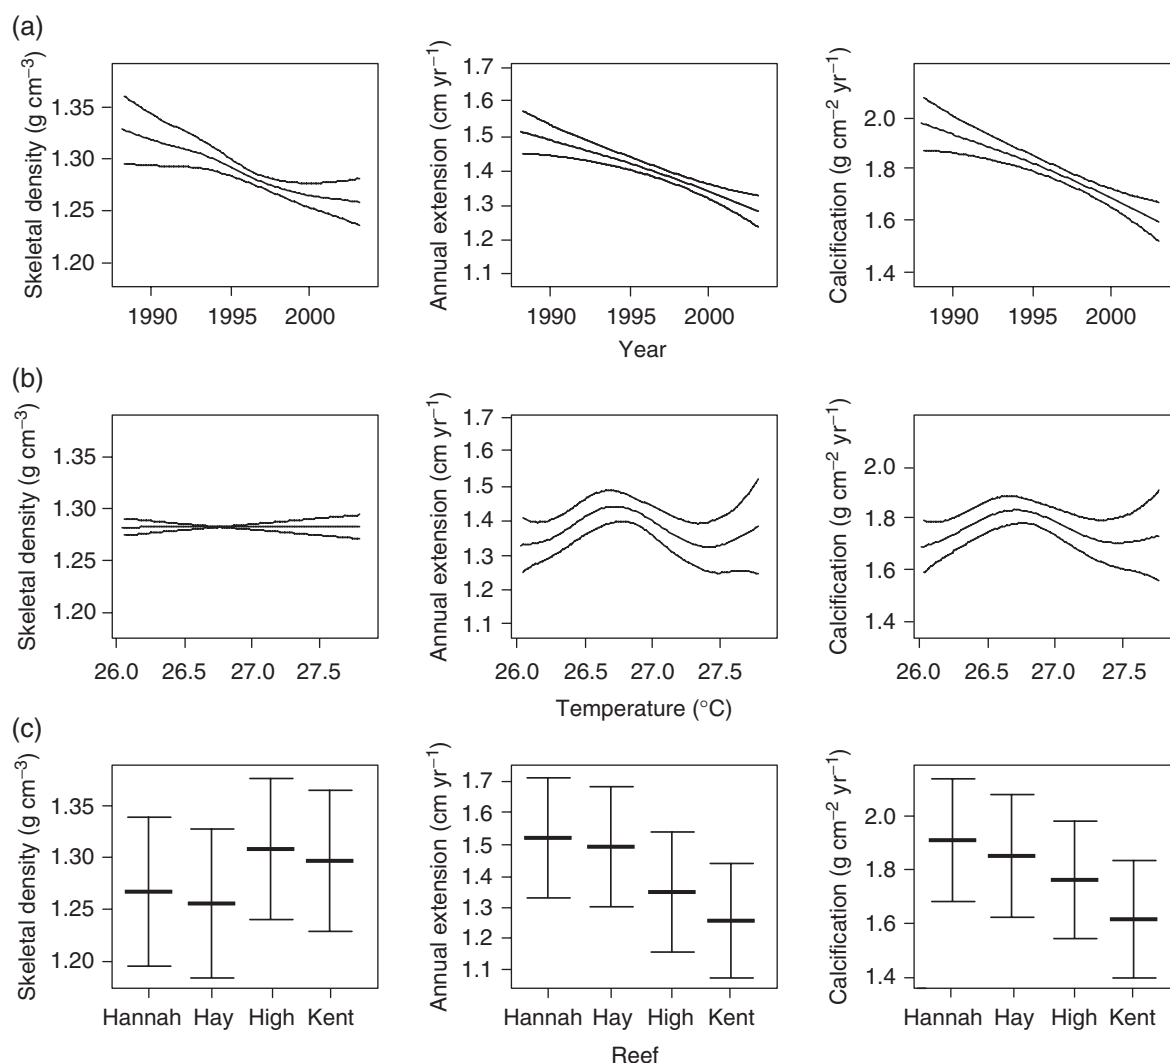 (a)
Skeletal density (g cm⁻³)
1.35
1.30
1.25
1.20
1990 1995 2000
Annual extension (cm yr⁻¹)
1.7
1.6
1.5
1.4
1.3
1.2
1.1
1990 1995 2000
Calcification (g cm⁻² yr⁻¹)
2.0
1.8
1.6
1.4
1990 1995 2000
Year
(b)
Skeletal density (g cm⁻³)
1.35
1.30
1.25
1.20
26.0 26.5 27.0 27.5
Annual extension (cm yr⁻¹)
1.7
1.6
1.5
1.4
1.3
1.2
1.1
26.0 26.5 27.0 27.5
Calcification (g cm⁻² yr⁻¹)
2.0
1.8
1.6
1.4
26.0 26.5 27.0 27.5
Temperature (°C)
(c)
Skeletal density (g cm⁻³)
1.35
1.30
1.25
1.20
Hannah Hay High Kent
Annual extension (cm yr⁻¹)
1.7
1.6
1.5
1.4
1.3
1.2
1.1
Hannah Hay High Kent
Calcification (g cm⁻² yr⁻¹)
2.0
1.8
1.6
1.4
Hannah Hay High Kent
Reef